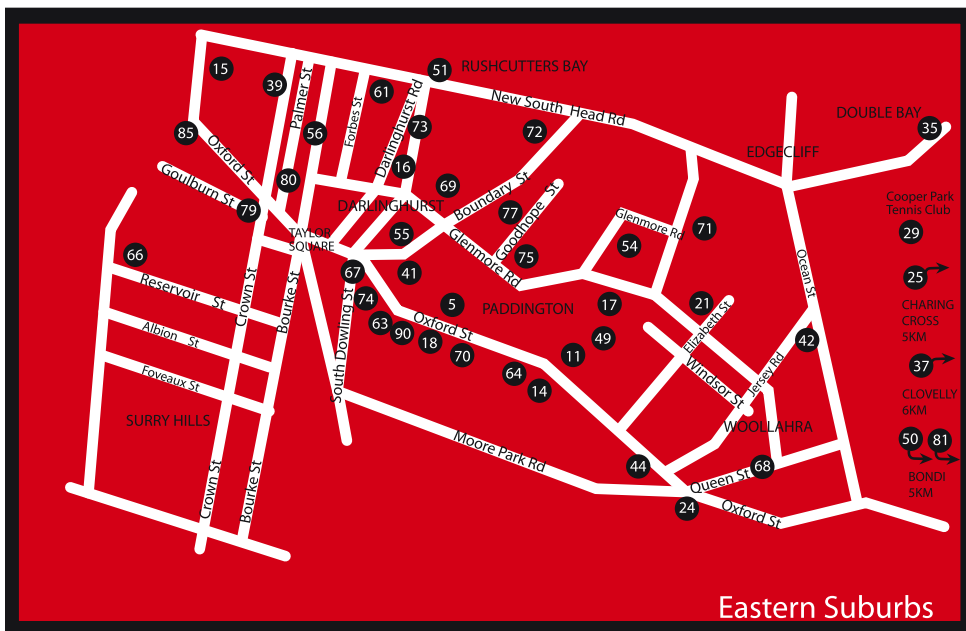 51
RUSHCUTTERS BAY
15
39
Palmer St
61
New South Head Rd
DOUBLE BAY
35
85
56
Forbes St
Darlinghurst Rd
73
72
EDGECLIFF
Oxford St
16
Goulburn St
80
69
Boundary St
79
DARLINGHURST
77
Goodhope St
Glenmore Rd
71
Cooper Park
Tennis Club
29
TAYLOR
SQUARE
55
Glenmore Rd
54
66
67
41
75
Ocean St
25
Reservoir St
Crown St
Bourke St
74
5
PADDINGTON
17
21
CHARING
CROSS
5KM
Albion St
63
90
18
Oxford St
70
11
49
Elizabeth St
42
Foveaux St
South Dowling St
64
14
Windsor St
Jersey Rd
37
CLOVELLY
6KM
SURRY HILLS
WOOLLAHRA
Moore Park Rd
50
81
44
68
Queen St
BONDI
5KM
Crown St
Bourke St
24
Oxford St
Eastern Suburbs